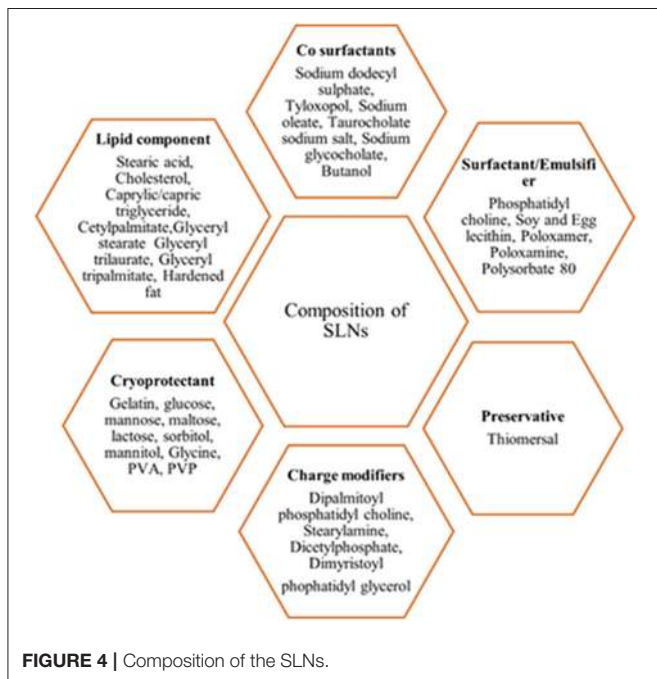 Co surfactants
Sodium dodecyl
sulphate,
Tyloxopol, Sodium
oleate, Taurocholate
sodium salt, Sodium
glycocholate,
Butanol
Lipid component
Stearic acid,
Cholesterol,
Caprylic/capric
triglyceride,
Cetylpalmitate,Glyceryl
stearate Glyceryl
trilaurate, Glyceryl
tripalmitate, Hardened
fat
Surfactant/Emulsifi
er
Phosphatidyl
choline, Soy and Egg
lecithin, Poloxamer,
Poloxamine,
Polysorbate 80
Composition of
SLNs
Cryoprotectant
Gelatin, glucose,
mannose, maltose,
lactose, sorbitol,
mannitol, Glycine,
PVA, PVP
Preservative
Thiomersal
Charge modifiers
Dipalmitoyl
phosphatidyl choline,
Stearylamine,
Dicetylphosphate,
Dimyristoyl
phophatidyl glycerol
FIGURE 4 | Composition of the SLNs.